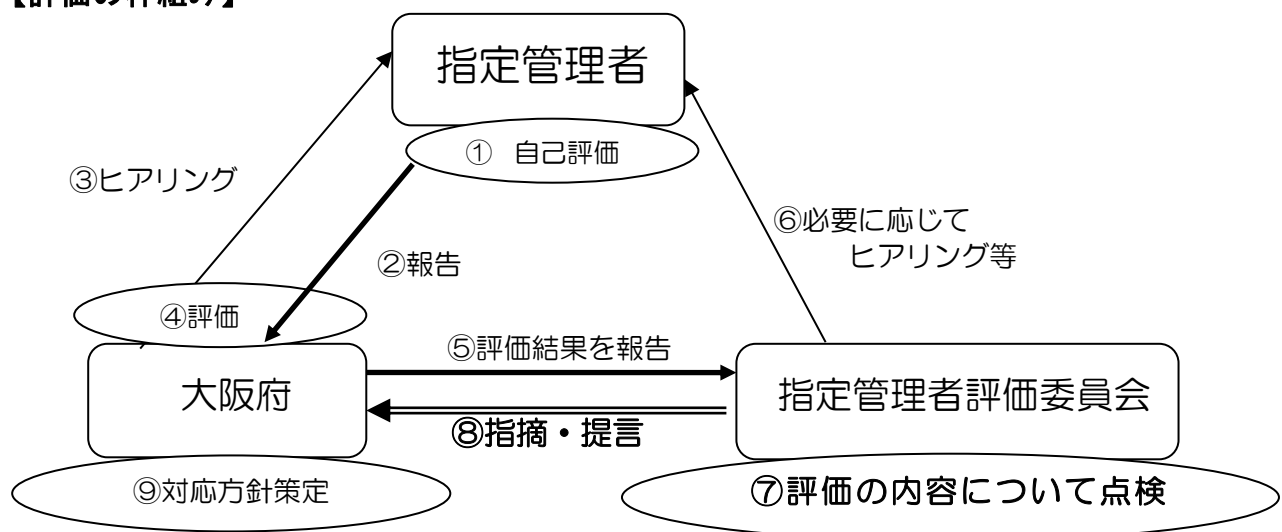 【評価の枠組み】
指定管理者
① 自己評価
③ヒアリング
⑥必要に応じて
ヒアリング等
②報告
④評価
⑤評価結果を報告
大阪府
指定管理者評価委員会
⑧指摘・提言
⑨対応方針策定
⑦評価の内容について点検